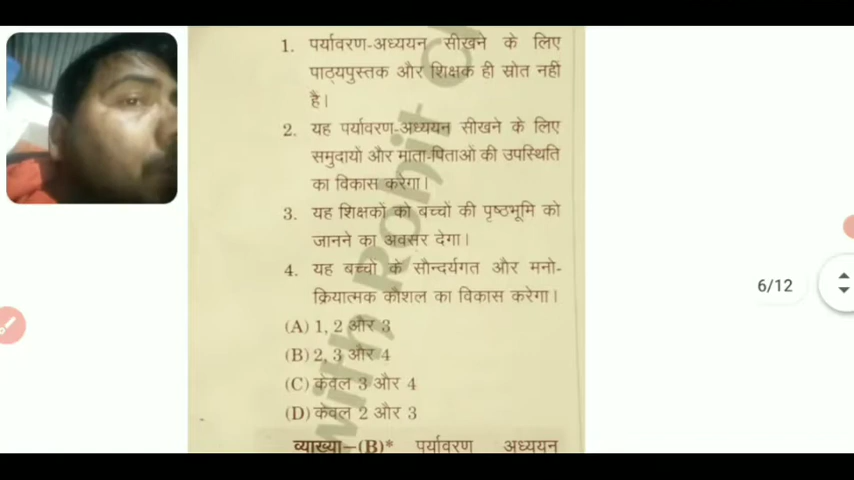 1. पर्यावरण-अध्ययन सीखने के लिए
पाठ्यपुस्तक और शिक्षक ही स्रोत नहीं
है।
2. यह पर्यावरण-अध्ययन सीखने के लिए
समुदायों और माता-पिताओं की उपस्थिति
का विकास करेगा।
3. यह शिक्षकों को बच्चों की पृष्ठभूमि को
जानने का अवसर देगा।
4. यह बच्चों के सौन्दर्यगत और मनो-
क्रियात्मक कौशल का विकास करेगा।
(A) 1, 2 और 3
(B) 2, 3 और 4
(C) केवल 3 और 4
(D) केवल 2 और 3
व्याख्या–(B)* पर्यावरण अध्ययन
with Rohit
6/12